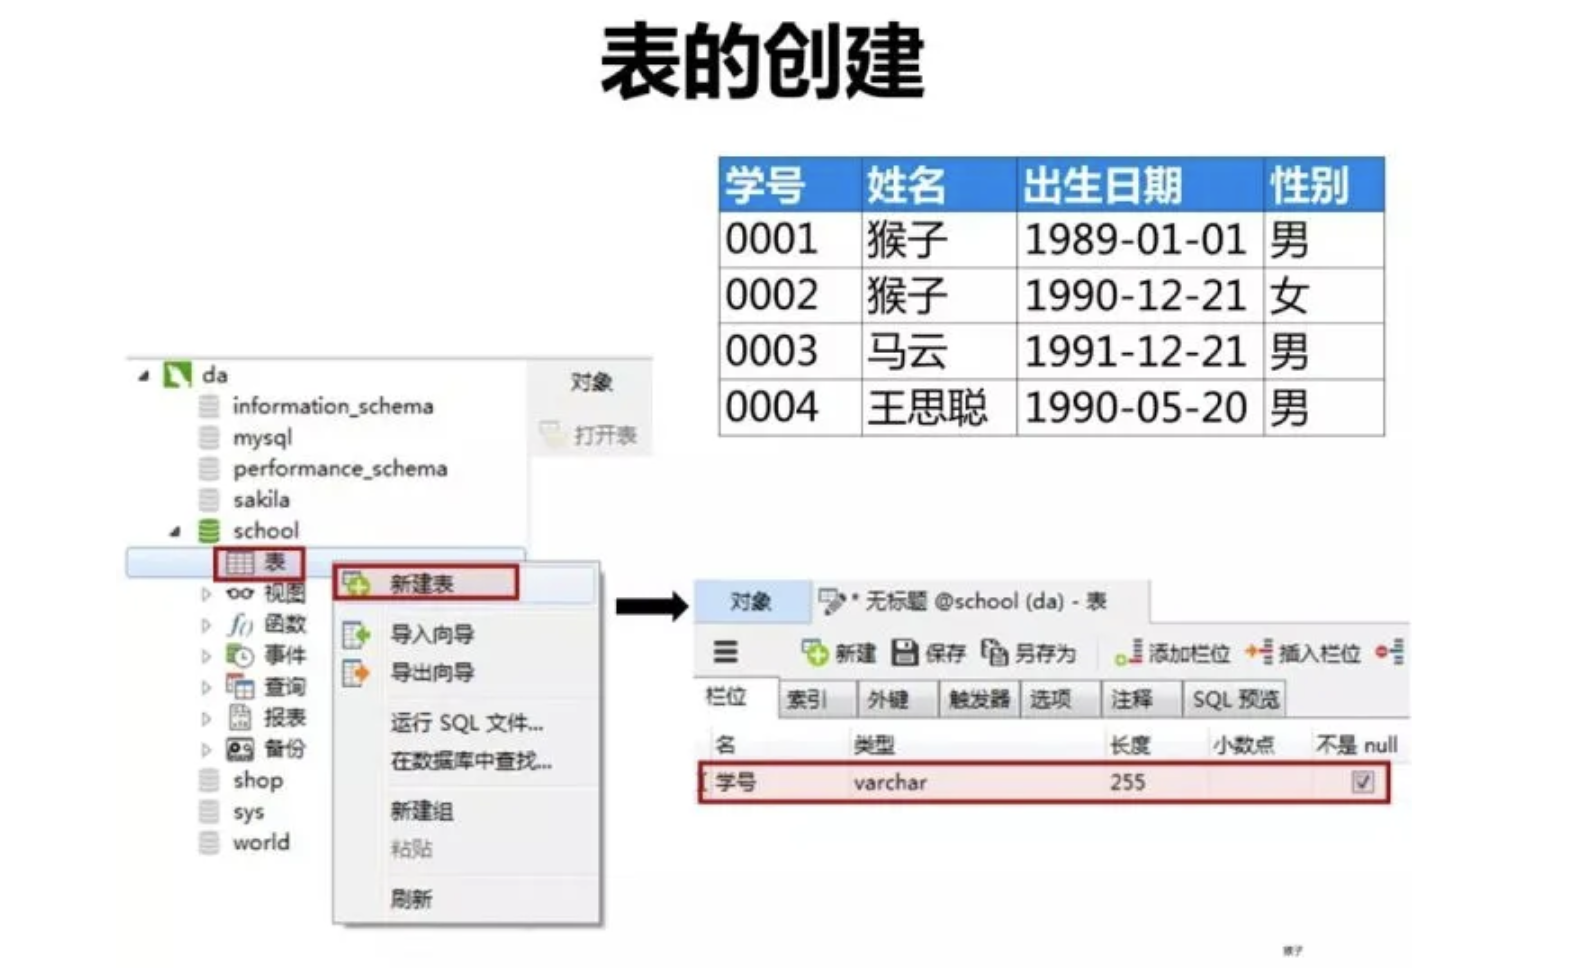 表的创建
学号 姓名 出生日期 性别
0001 猴子 1989-01-01 男
0002 猴子 1990-12-21 女
0003 马云 1991-12-21 男
0004 王思聪 1990-05-20 男
da
information_schema
mysql
performance_schema
sakila
school
表
视图
函数
事件
查询
报表
备份
shop
sys
world
对象
打开表
新建表
导入向导
导出向导
运行 SQL 文件...
在数据库中查找...
新建组
粘贴
刷新
对象 * 无标题 @school (da) - 表
新建 保存 另存为 添加栏位 插入栏位
栏位 索引 外键 触发器 选项 注释 SQL 预览
名 类型 长度 小数点 不是 null
学号 varchar 255
猴子